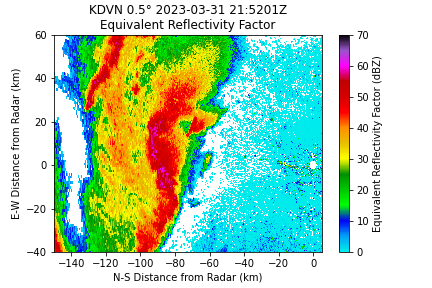 KDVN 0.5° 2023-03-31 21:5201Z
Equivalent Reflectivity Factor
E-W Distance from Radar (km)
60
40
20
0
−20
−40
−140 −120 −100 −80 −60 −40 −20 0
N-S Distance from Radar (km)
70
60
50
40
30
20
10
0
Equivalent Reflectivity Factor (dBZ)